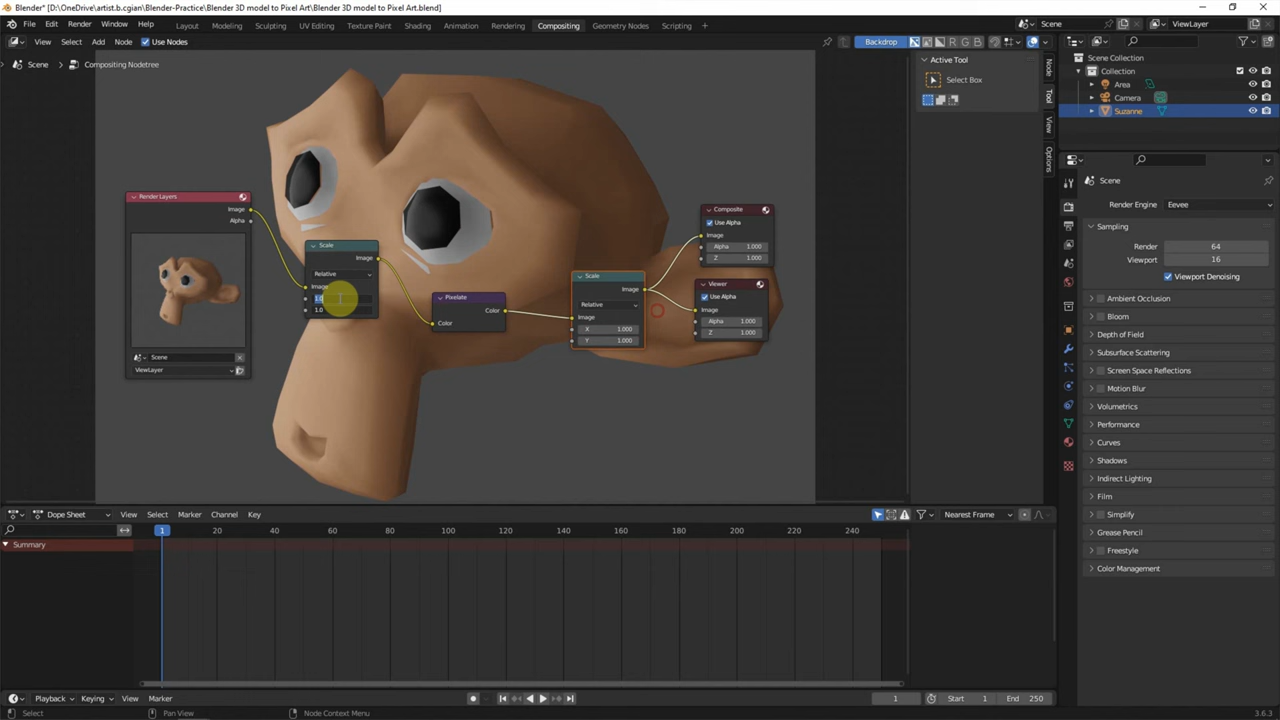 Blender* [D:\OneDrive\artist.b.cgian\Blender-Practice\Blender 3D model to Pixel Art\Blender 3D model to Pixel Art.blend]
File Edit Render Window Help Layout Modeling Sculpting UV Editing Texture Paint Shading Animation Rendering Compositing Geometry Nodes Scripting Scene ViewLayer
View Select Add Node Use Nodes Backdrop R G B
Scene > Compositing Nodetree
Active Tool
Select Box
Node
Tool
View
Options
Scene Collection
Collection
Area
Camera
Suzanne
Scene
Render Engine Eevee
Sampling
Render 64
Viewport 16
Viewport Denoising
Ambient Occlusion
Bloom
Depth of Field
Subsurface Scattering
Screen Space Reflections
Motion Blur
Volumetrics
Performance
Curves
Shadows
Indirect Lighting
Film
Simplify
Grease Pencil
Freestyle
Color Management
Render Layers
Image
Alpha
Scene
ViewLayer
Scale
Image
Relative
Image
1.0
1.0
Pixelate
Color
Color
Scale
Image
Relative
Image
X 1.000
Y 1.000
Composite
Use Alpha
Image
Alpha 1.000
Z 1.000
Viewer
Use Alpha
Image
Alpha 1.000
Z 1.000
Dope Sheet View Select Marker Channel Key Nearest Frame
1 20 40 60 80 100 120 140 160 180 200 220 240
Summary
Playback Keying View Marker 1 Start 1 End 250
Select Pan View Node Context Menu 3.6.3